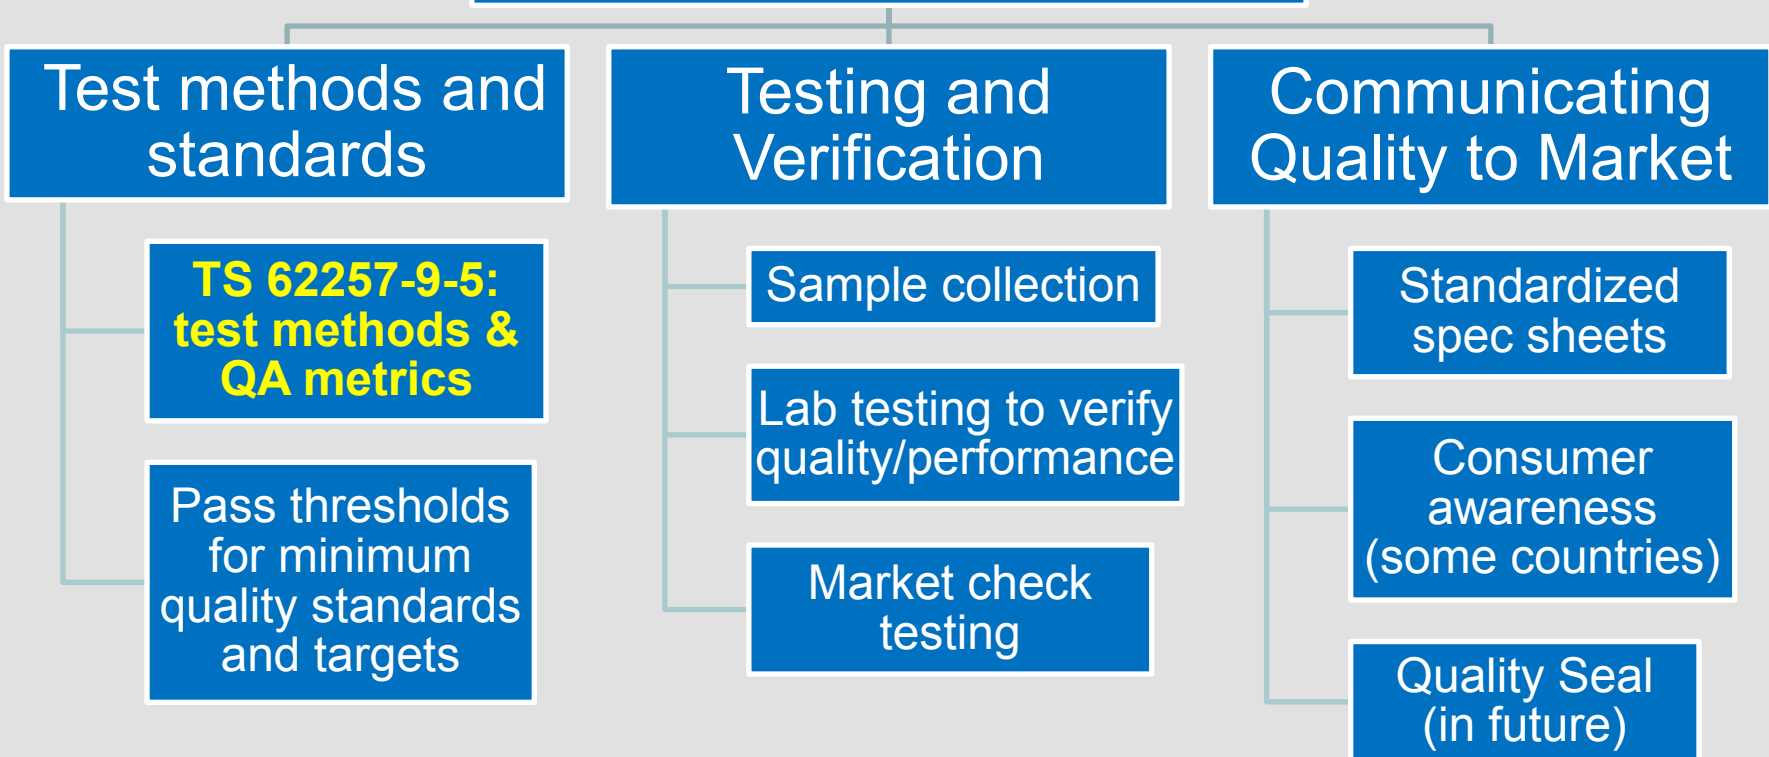 Test methods and
standards
TS 62257-9-5:
test methods &
QA metrics
Pass thresholds
for minimum
quality standards
and targets
Testing and
Verification
Sample collection
Lab testing to verify
quality/performance
Market check
testing
Communicating
Quality to Market
Standardized
spec sheets
Consumer
awareness
(some countries)
Quality Seal
(in future)